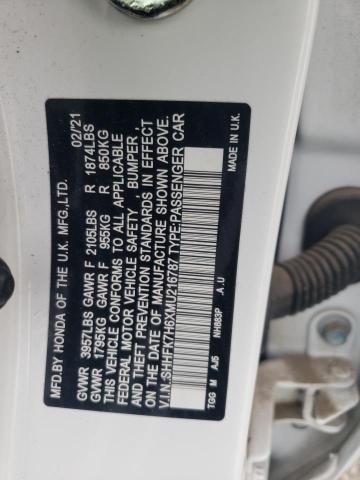 MFD.BY HONDA OF THE U.K. MFG.,LTD. 02/'21
GVWR 3957LBS GAWR F 2105LBS R 1874LBS
GVWR 1795KG GAWR F 955KG R 850KG
THIS VEHICLE CONFORMS TO ALL APPLICABLE
FEDERAL MOTOR VEHICLE SAFETY, BUMPER,
AND THEFT PREVENTION STANDARDS IN EFFECT
ON THE DATE OF MANUFACTURE SHOWN ABOVE.
V.I.N.:SHHFK7H6XMU216787 TYPE:PASSENGER CAR
TGG M AJ5 NH883P .A.U MADE IN U.K.